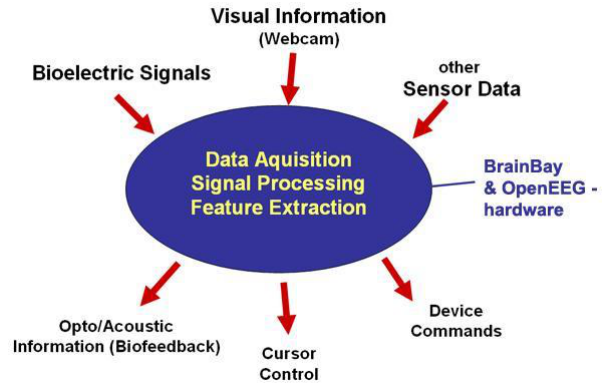 Visual Information
(Webcam)
Bioelectric Signals
other
Sensor Data
Data Aquisition
Signal Processing
Feature Extraction
BrainBay
& OpenEEG -
hardware
Opto/Acoustic
Information (Biofeedback)
Cursor
Control
Device
Commands